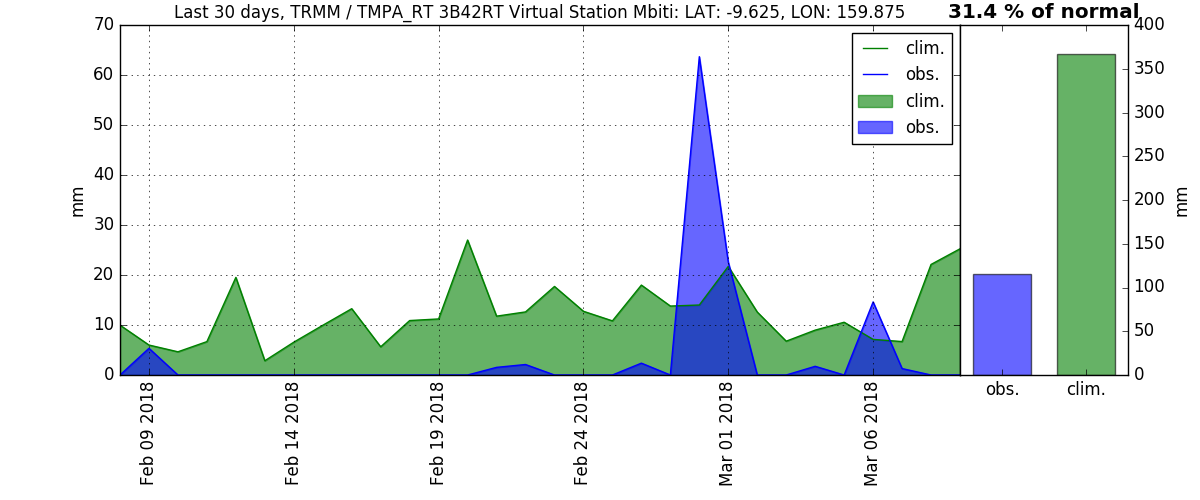 Last 30 days, TRMM / TMPA_RT 3B42RT Virtual Station Mbiti: LAT: -9.625, LON: 159.875
31.4 % of normal
70
60
50
40
30
20
10
0
mm
clim.
obs.
clim.
obs.
Feb 09 2018
Feb 14 2018
Feb 19 2018
Feb 24 2018
Mar 01 2018
Mar 06 2018
400
350
300
250
200
150
100
50
0
mm
obs.
clim.